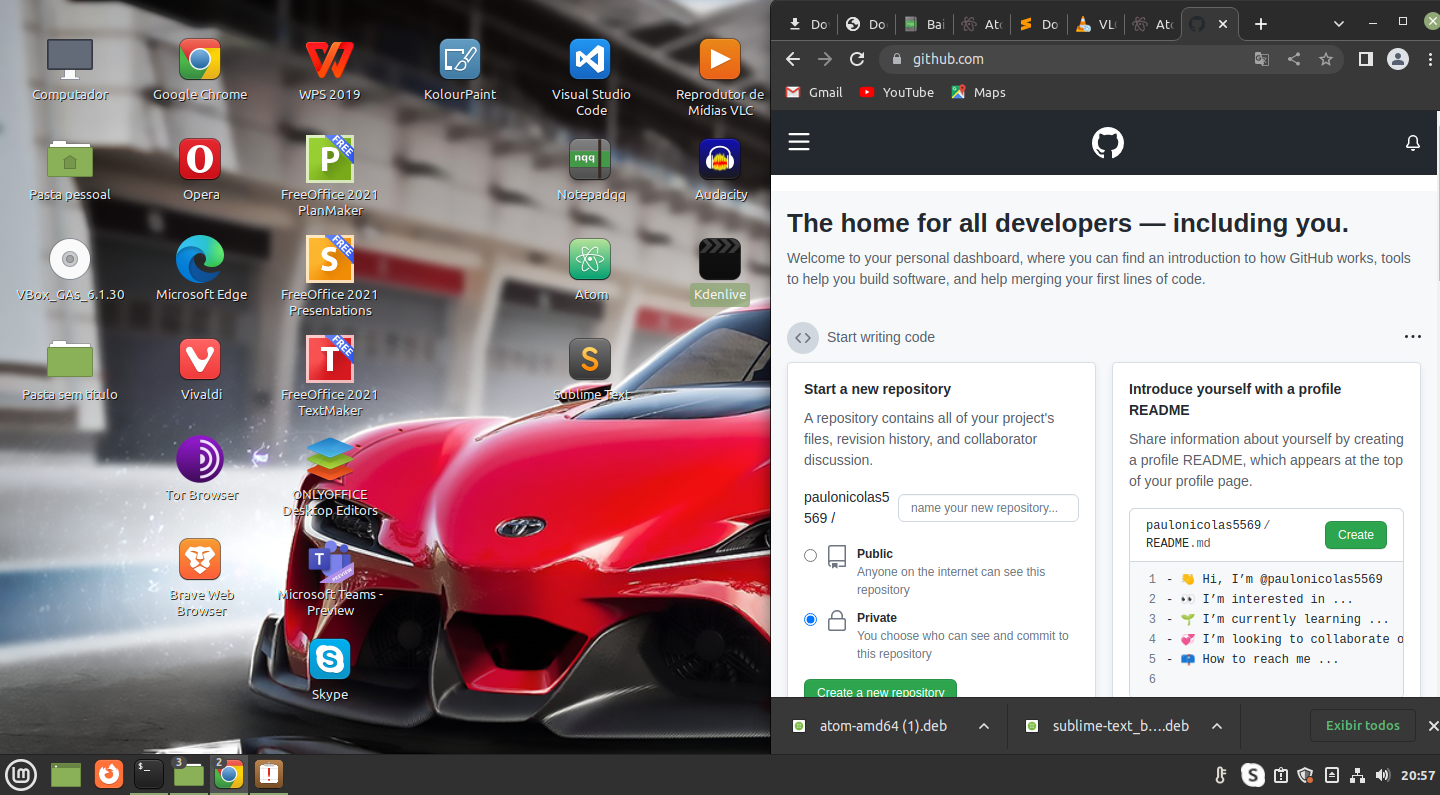 Computador
Google Chrome
WPS 2019
KolourPaint
Visual Studio
Code
Reprodutor de
Mídias VLC
Pasta pessoal
Opera
FREE
FreeOffice 2021
PlanMaker
nqq
Notepadqq
Audacity
VBox_GAs_6.1.30
Microsoft Edge
FREE
FreeOffice 2021
Presentations
Atom
Kdenlive
Pasta sem título
Vivaldi
FREE
FreeOffice 2021
TextMaker
Sublime Text
Tor Browser
ONLYOFFICE
Desktop Editors
Brave Web
Browser
PREVIEW
Microsoft Teams -
Preview
Skype
Do
Do
Bai
Ato
Do
VLC
Ato
github.com
Gmail
YouTube
Maps
The home for all developers — including you.
Welcome to your personal dashboard, where you can find an introduction to how GitHub works, tools
to help you build software, and help merging your first lines of code.
Start writing code
Start a new repository
A repository contains all of your project's
files, revision history, and collaborator
discussion.
paulonicolas5
569 /
name your new repository...
Public
Anyone on the internet can see this
repository
Private
You choose who can see and commit to
this repository
Create a new repository
Introduce yourself with a profile
README
Share information about yourself by creating
a profile README, which appears at the top
of your profile page.
paulonicolas5569 /
README.md
Create
1 - 👋 Hi, I’m @paulonicolas5569
2 - 👀 I’m interested in ...
3 - 🌱 I’m currently learning ...
4 - 💞️ I’m looking to collaborate o
5 - 📫 How to reach me ...
6
atom-amd64 (1).deb
sublime-text_b….deb
Exibir todos
3
2
20:57